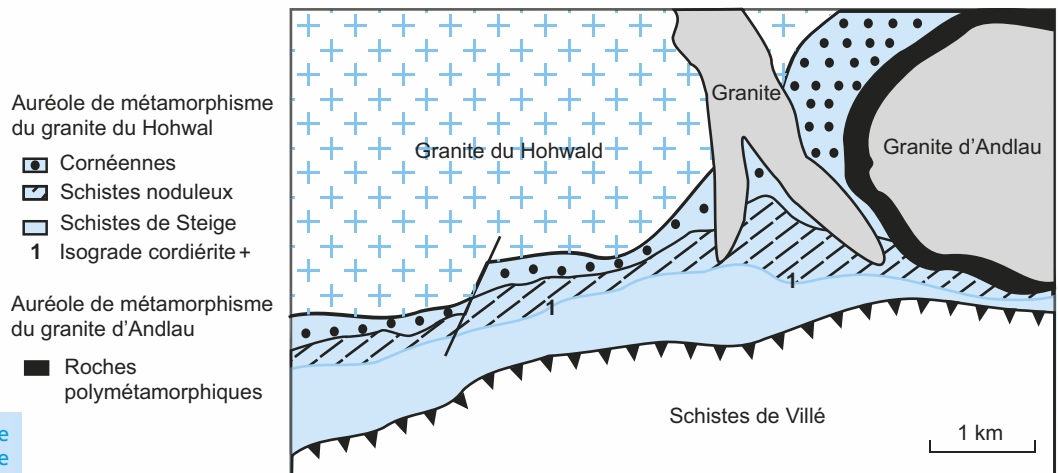 Auréole de métamorphisme
du granite du Hohwal
Cornéennes
Schistes noduleux
Schistes de Steige
1 Isograde cordiérite +
Auréole de métamorphisme
du granite d'Andlau
Roches
polymétamorphiques
e
e
Granite du Hohwald
Granite
Granite d'Andlau
1
1
Schistes de Villé
1 km